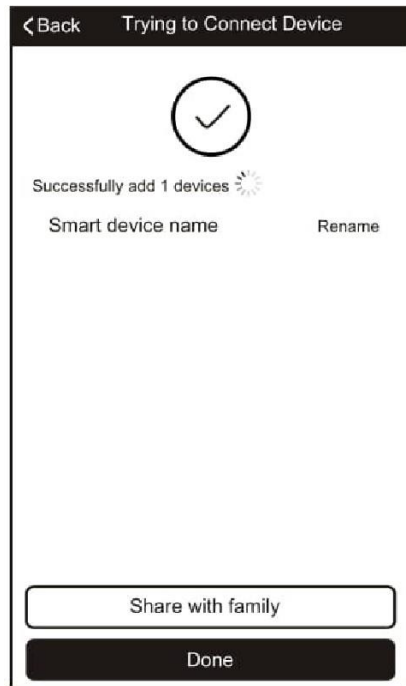 Back Trying to Connect Device
Successfully add 1 devices
Smart device name Rename
Share with family
Done